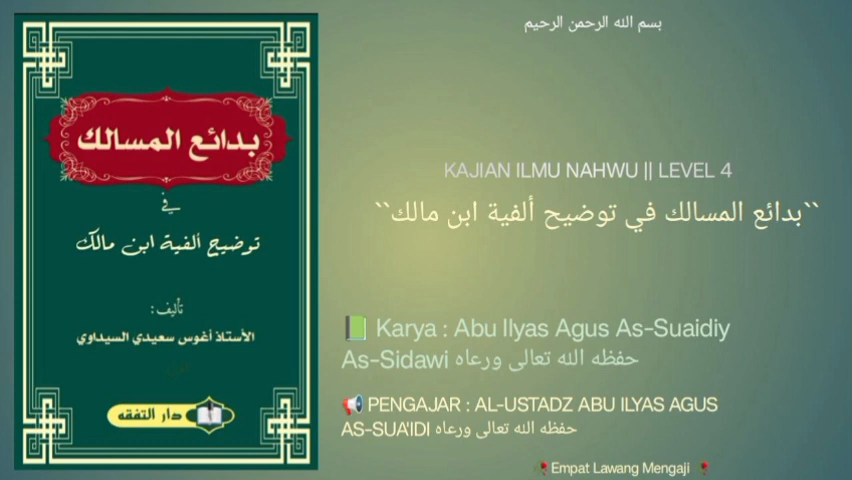 بدائع المسالك
في
توضيح ألفية ابن مالك
تأليف:
الأستاذ أغوس سعيدي السيداوي
دار التفقه
بسم الله الرحمن الرحيم
KAJIAN ILMU NAHWU || LEVEL 4
``بدائع المسالك في توضيح ألفية ابن مالك``
📗 Karya : Abu Ilyas Agus As-Suaidiy
As-Sidawi حفظه الله تعالى ورعاه
📢 PENGAJAR : AL-USTADZ ABU ILYAS AGUS
AS-SUA'IDI حفظه الله تعالى ورعاه
🌹Empat Lawang Mengaji 🌹